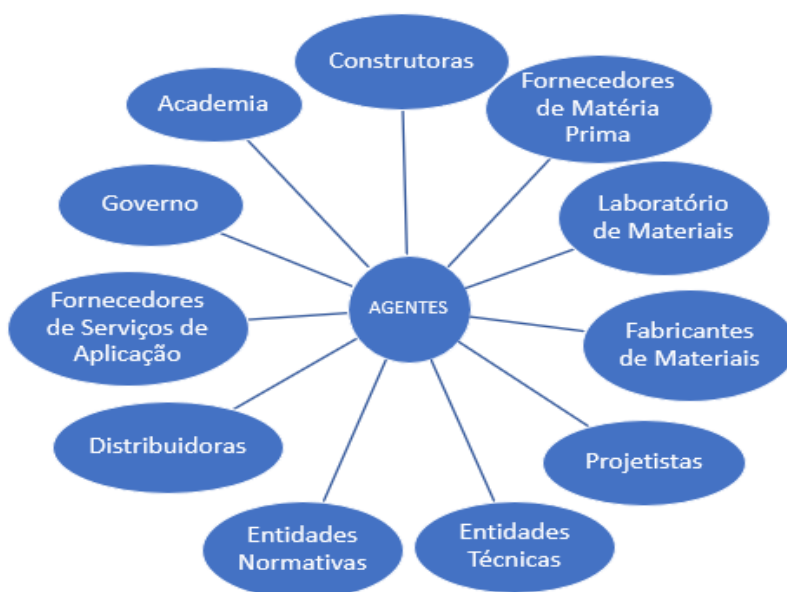 Construtoras
Fornecedores
de Matéria
Prima
Laboratório
de Materiais
Fabricantes
de Materiais
Projetistas
Entidades
Técnicas
Entidades
Normativas
Distribuidoras
Fornecedores
de Serviços de
Aplicação
Governo
Academia
AGENTES